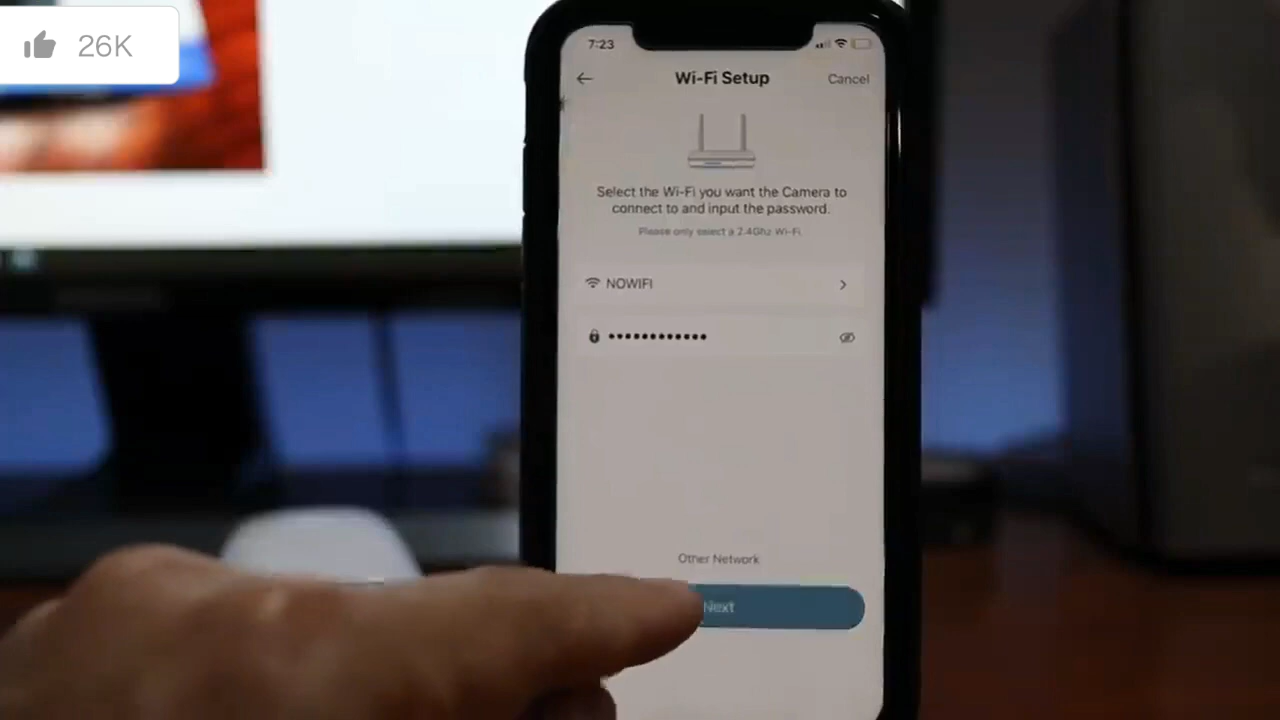 26K
7:23
Wi-Fi Setup
Cancel
Select the Wi-Fi you want the Camera to
connect to and input the password.
Please only select a 2.4Ghz Wi-Fi.
NOWIFI
••••••••••••
Other Network
Next